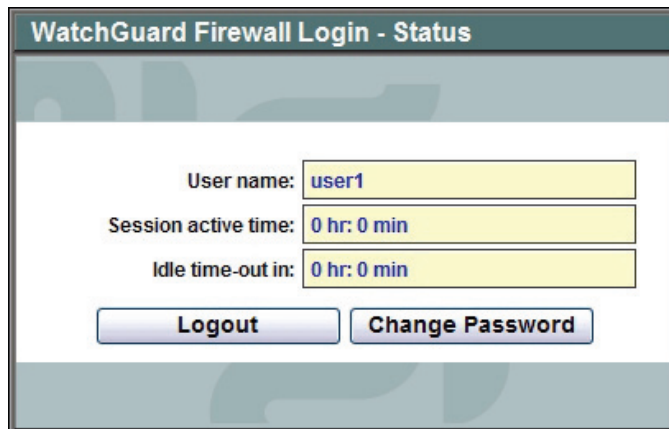 WatchGuard Firewall Login - Status
User name: user1
Session active time: 0 hr: 0 min
Idle time-out in: 0 hr: 0 min
Logout Change Password